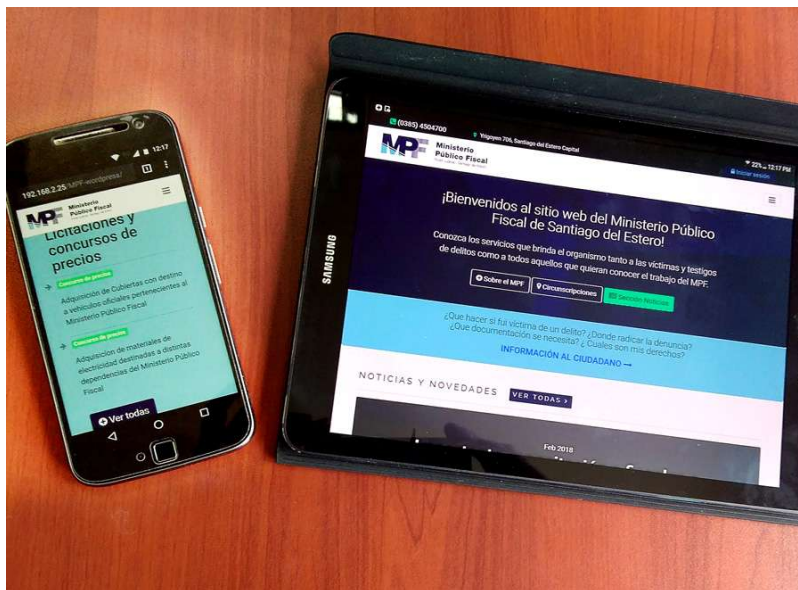 12:17
192.168.2.25/MPF-wordpress/
1
MPF
Ministerio
Público Fiscal
Licitaciones y
concursos de
precios
Concurso de precios
Adquisición de Cubiertas con destino
a vehículos oficiales pertenecientes al
Ministerio Público Fiscal
Concurso de precios
Adquisición de materiales de
electricidad destinadas a distintas
dependencias del Ministerio Público
Fiscal
Ver todas
SAMSUNG
22% 12:17 PM
(0385) 4504700
Yrigoyen 706, Santiago del Estero Capital
Iniciar sesión
MPF
Ministerio
Público Fiscal
¡Bienvenidos al sitio web del Ministerio Público
Fiscal de Santiago del Estero!
Conozca los servicios que brinda el organismo tanto a las víctimas y testigos
de delitos como a todos aquellos que quieran conocer el trabajo del MPF.
Sobre el MPF
Circunscripciones
Sección Noticias
¿Que hacer si fui víctima de un delito? ¿Donde radicar la denuncia?
¿Que documentación se necesita? ¿ Cuales son mis derechos?
INFORMACIÓN AL CIUDADANO →
NOTICIAS Y NOVEDADES
VER TODAS >
Feb 2018